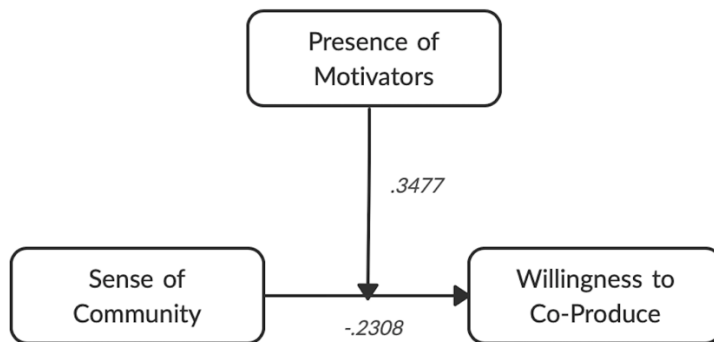 Presence of
Motivators
.3477
Sense of
Community
-.2308
Willingness to
Co-Produce